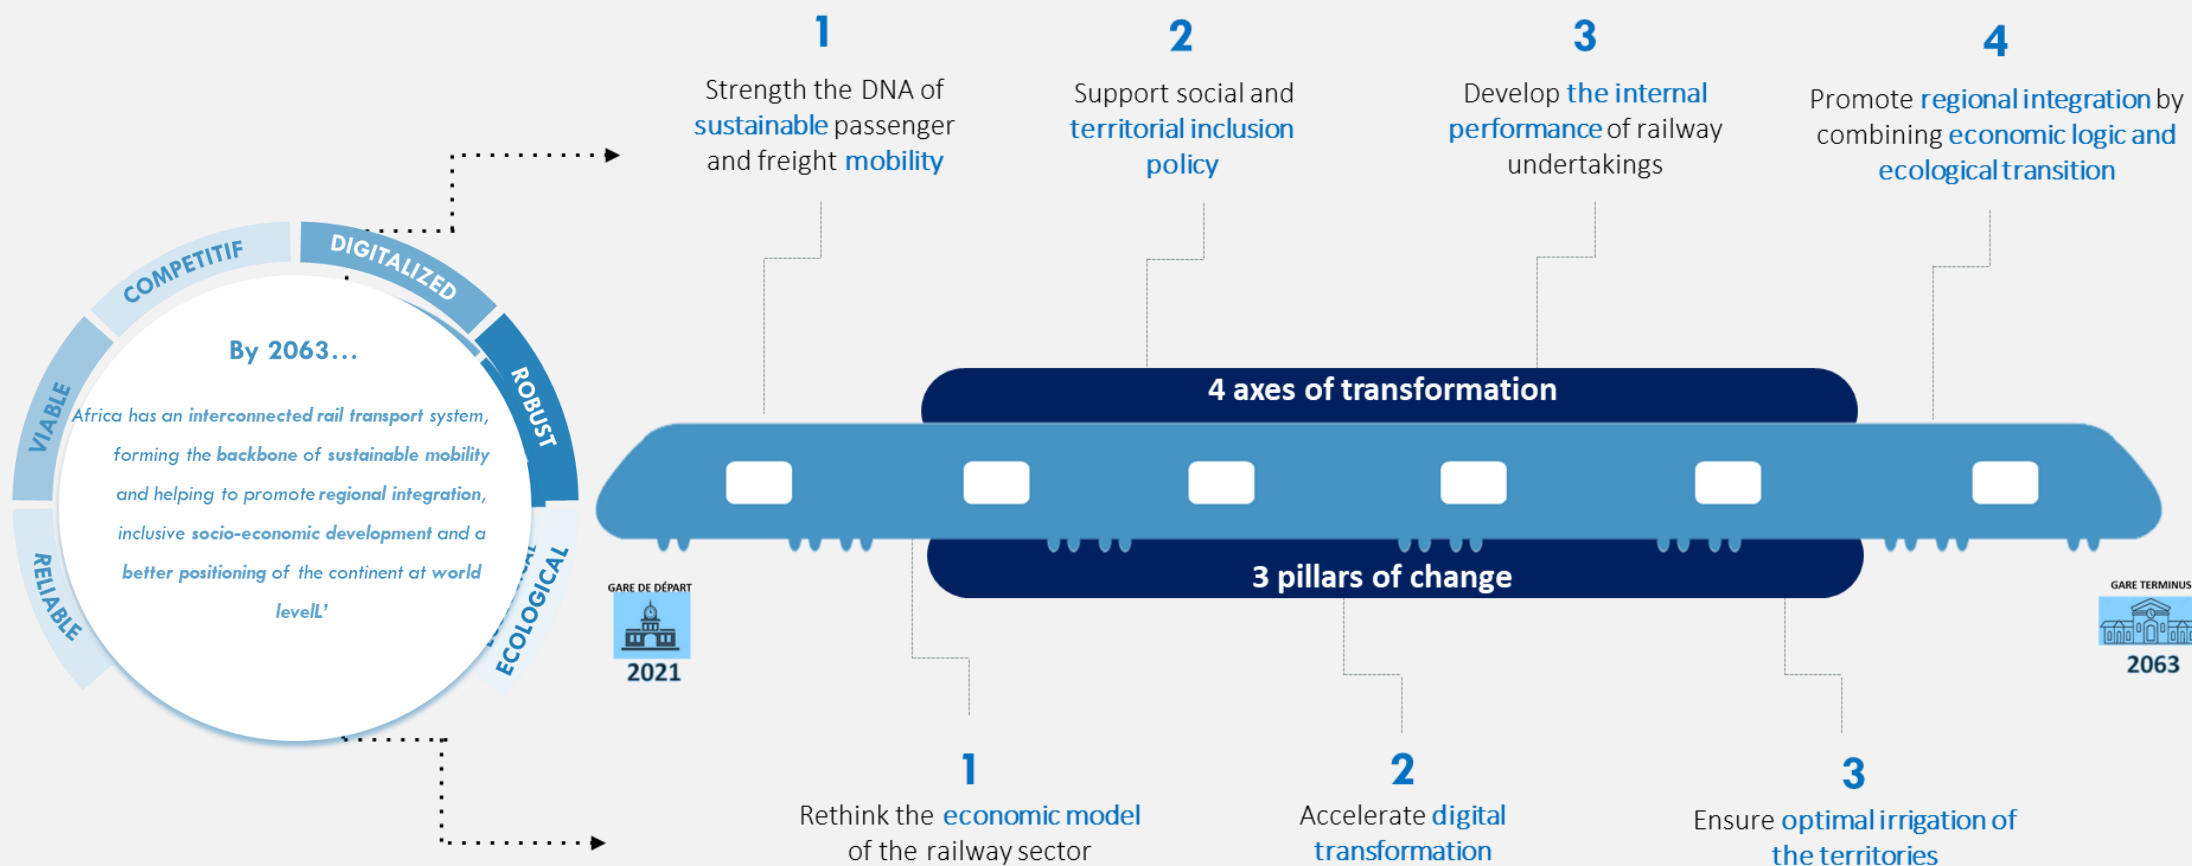 1
Strength the DNA of
sustainable passenger
and freight mobility
2
Support social and
territorial inclusion
policy
3
Develop the internal
performance of railway
undertakings
4
Promote regional integration by
combining economic logic and
ecological transition
RELIABLE
VIABLE
COMPETITIF
DIGITALIZED
ROBUST
ECOLOGICAL
By 2063...
Africa has an interconnected rail transport system,
forming the backbone of sustainable mobility
and helping to promote regional integration,
inclusive socio-economic development and a
better positioning of the continent at world
levelL'
4 axes of transformation
3 pillars of change
GARE DE DÉPART
2021
GARE TERMINUS
2063
1
Rethink the economic model
of the railway sector
2
Accelerate digital
transformation
3
Ensure optimal irrigation of
the territories